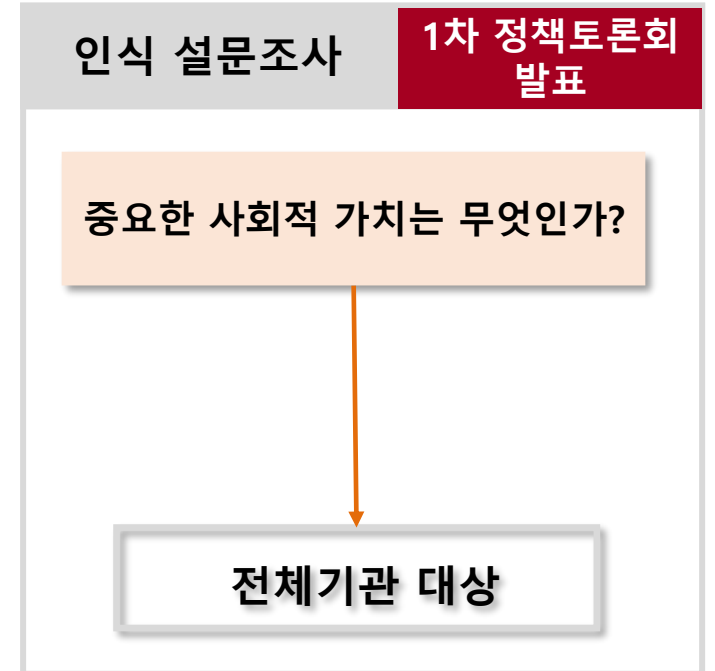 인식 설문조사
1차 정책토론회
발표
중요한 사회적 가치는 무엇인가?
전체기관 대상